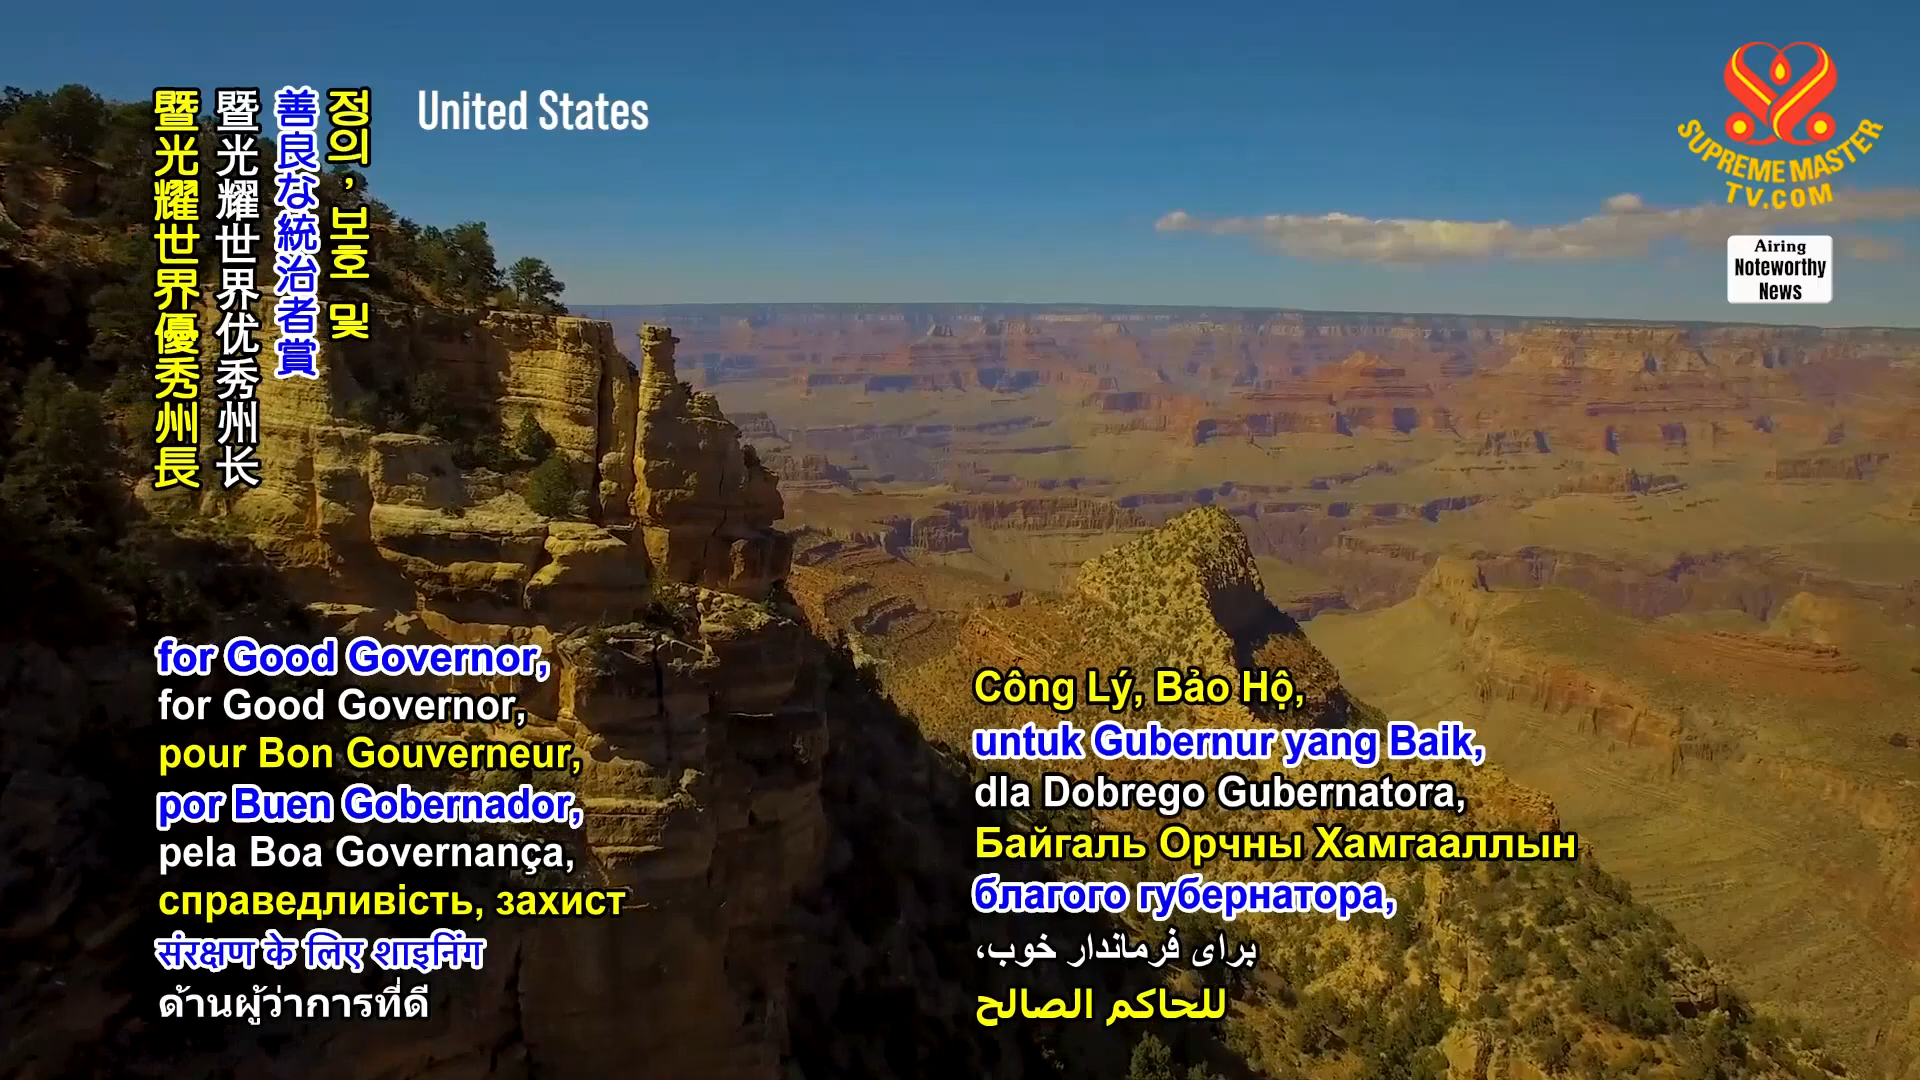 United States
暨光耀世界優秀州長
暨光耀世界优秀州长
善良な統治者賞
정의, 보호 및
SUPREME MASTER
TV.COM
Airing
Noteworthy
News
for Good Governor,
for Good Governor,
pour Bon Gouverneur,
por Buen Gobernador,
pela Boa Governança,
справедливість, захист
संरक्षण के लिए शाइनिंग
ด้านผู้ว่าการที่ดี
Công Lý, Bảo Hộ,
untuk Gubernur yang Baik,
dla Dobrego Gubernatora,
Байгаль Орчны Хамгааллын
благого губернатора,
برای فرماندار خوب،
للحاكم الصالح